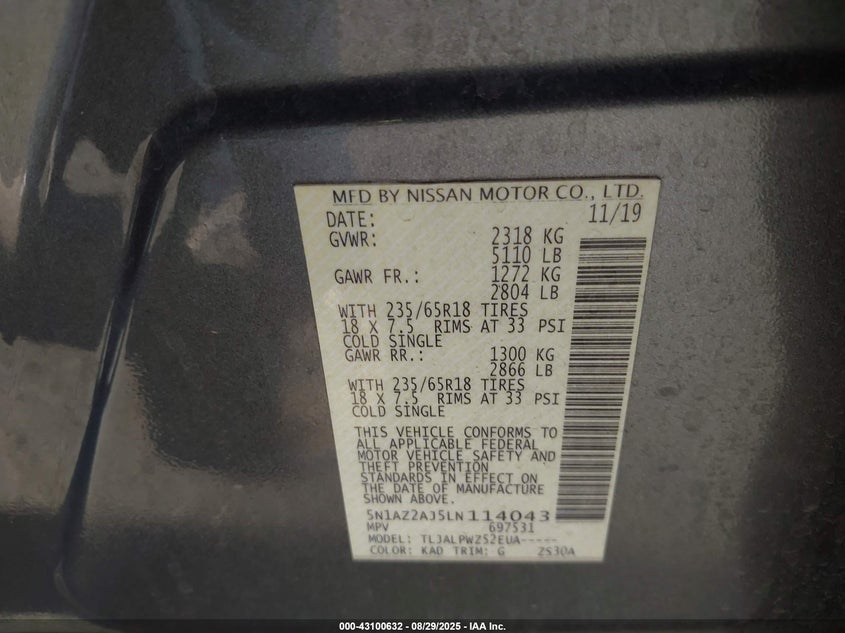 MFD BY NISSAN MOTOR CO., LTD.
DATE: 11/19
GVWR: 2318 KG
5110 LB
GAWR FR.: 1272 KG
2804 LB
WITH 235/65R18 TIRES
18 X 7.5 RIMS AT 33 PSI
COLD SINGLE
GAWR RR.: 1300 KG
2866 LB
WITH 235/65R18 TIRES
18 X 7.5 RIMS AT 33 PSI
COLD SINGLE
THIS VEHICLE CONFORMS TO
ALL APPLICABLE FEDERAL
MOTOR VEHICLE SAFETY AND
THEFT PREVENTION
STANDARDS IN EFFECT ON
THE DATE OF MANUFACTURE
SHOWN ABOVE.
5N1AZ2AJ5LN114043
MPV 697531
MODEL: TLJALPWZ52EUA-----
COLOR: KAD TRIM: G ZS30A
000-43100632 - 08/29/2025 - IAA Inc.